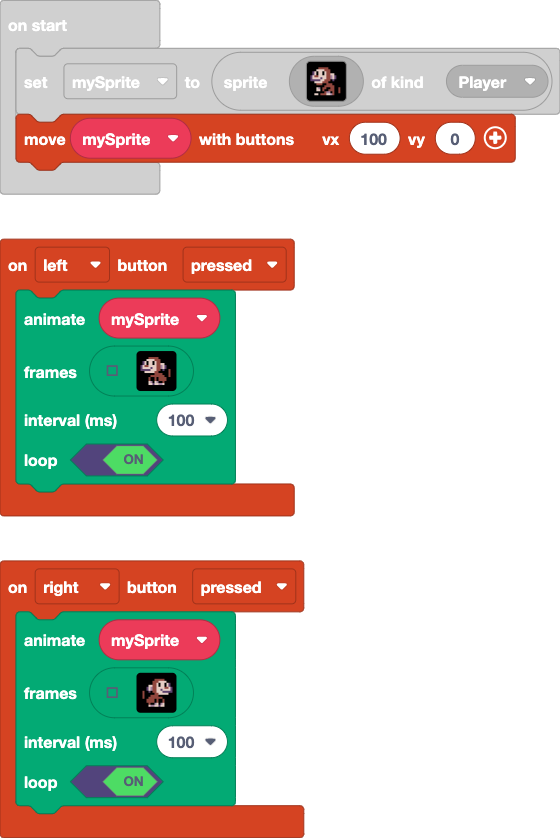 on start
set mySprite to sprite of kind Player
move mySprite with buttons vx 100 vy 0
on left button pressed
animate mySprite
frames
interval (ms) 100
loop ON
on right button pressed
animate mySprite
frames
interval (ms) 100
loop ON